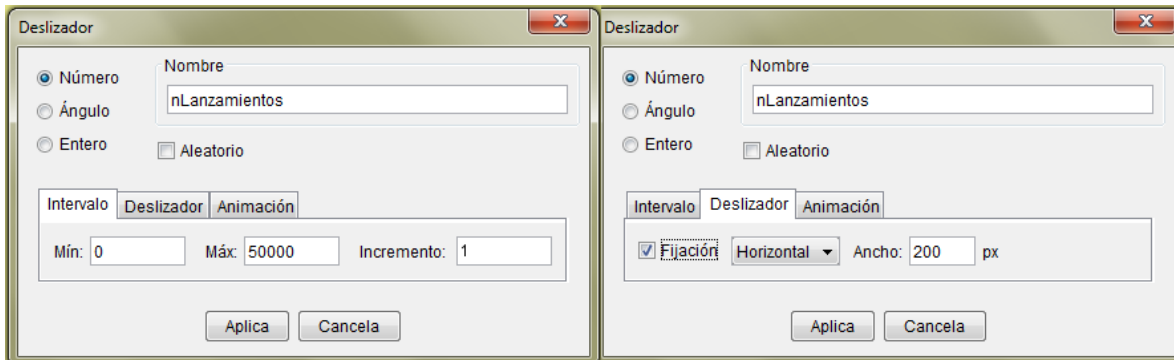 Deslizador
Número
Nombre
nLanzamientos
Ángulo
Entero
Aleatorio
Intervalo Deslizador Animación
Mín: 0 Máx: 50000 Incremento: 1
Aplica Cancela
Deslizador
Número
Nombre
nLanzamientos
Ángulo
Entero
Aleatorio
Intervalo Deslizador Animación
Fijación Horizontal Ancho: 200 px
Aplica Cancela